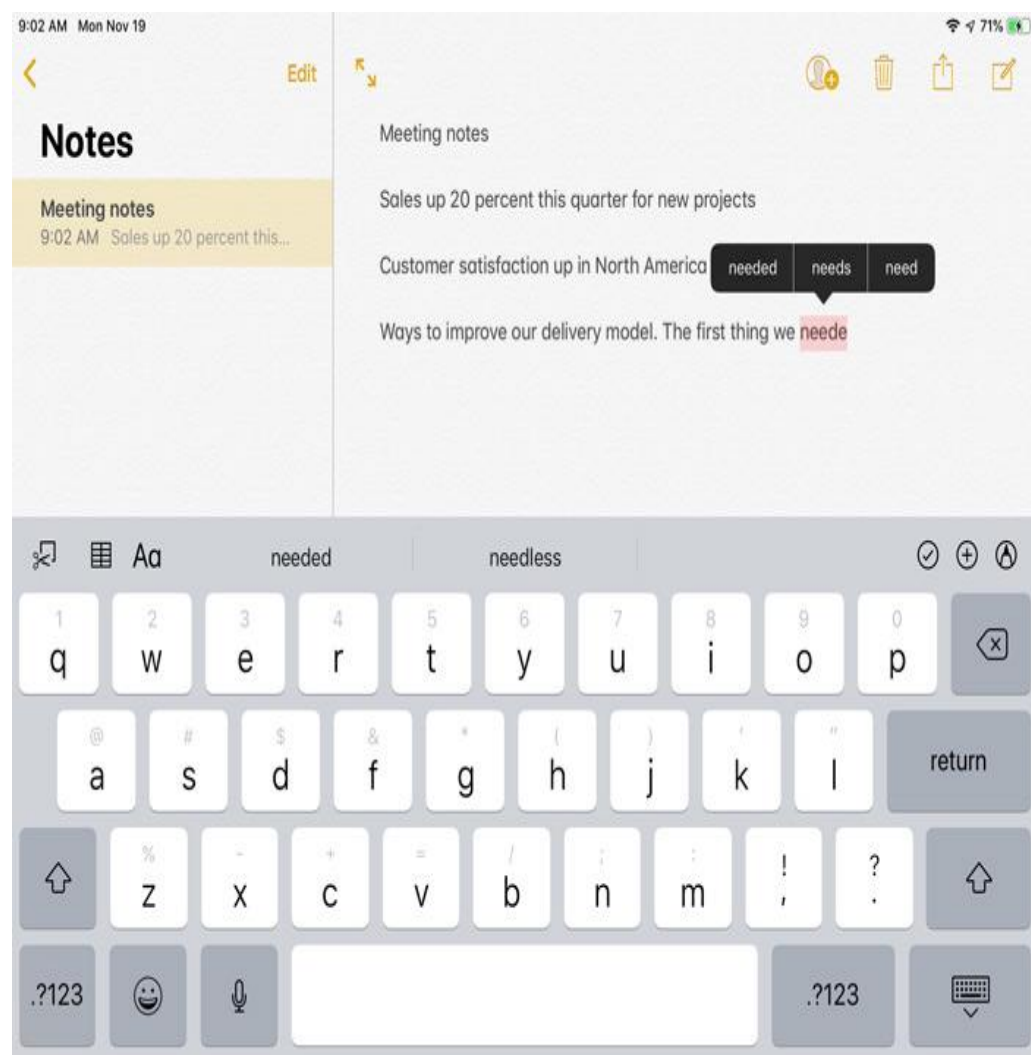 9:02 AM Mon Nov 19
71%
Edit
Notes
Meeting notes
9:02 AM Sales up 20 percent this...
Meeting notes
Sales up 20 percent this quarter for new projects
Customer satisfaction up in North America
needed needs need
Ways to improve our delivery model. The first thing we neede
Aa needed needless
1 2 3 4 5 6 7 8 9 0
q w e r t y u i o p
@ # $ & * ( ) ' "
a s d f g h j k l return
% - + = / ; : ! ?
z x c v b n m , .
.?123 .?123